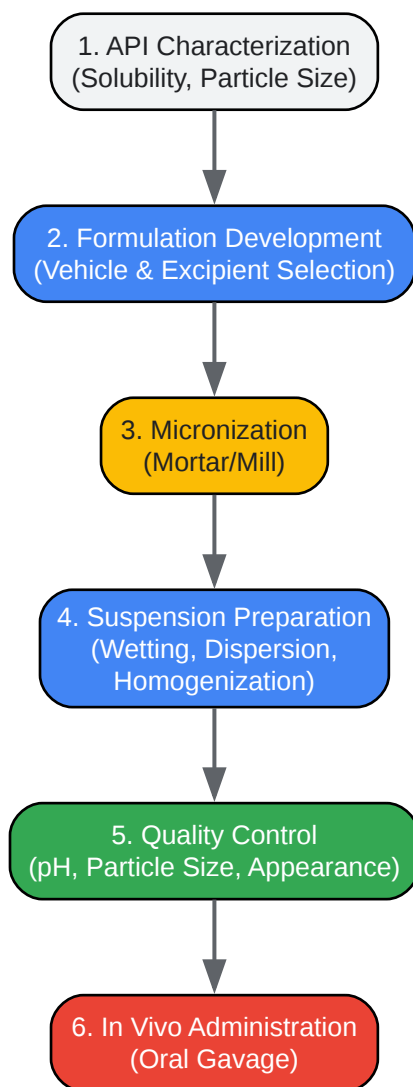 1. API Characterization
(Solubility, Particle Size)
2. Formulation Development
(Vehicle & Excipient Selection)
3. Micronization
(Mortar/Mill)
4. Suspension Preparation
(Wetting, Dispersion,
Homogenization)
5. Quality Control
(pH, Particle Size, Appearance)
6. In Vivo Administration
(Oral Gavage)